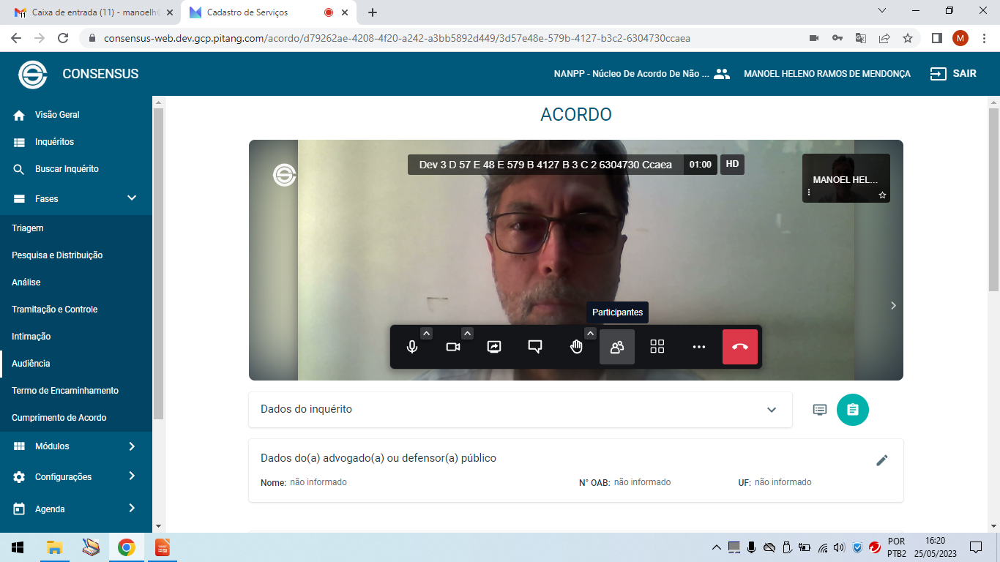 Caixa de entrada (11) - manoelh
Cadastro de Serviços
consensus-web.dev.gcp.pitang.com/acordo/d79262ae-4208-4f20-a242-a3bb5892d449/3d57e48e-579b-4127-b3c2-6304730ccaea
M
CONSENSUS
NANPP - Núcleo De Acordo De Não ...
MANOEL HELENO RAMOS DE MENDONÇA
SAIR
Visão Geral
Inquéritos
Buscar Inquérito
Fases
Triagem
Pesquisa e Distribuição
Análise
Tramitação e Controle
Intimação
Audiência
Termo de Encaminhamento
Cumprimento de Acordo
Módulos
Configurações
Agenda
ACORDO
Dev 3 D 57 E 48 E 579 B 4127 B 3 C 2 6304730 Ccaea 01:00 HD
MANOEL HEL...
Participantes
Dados do inquérito
Dados do(a) advogado(a) ou defensor(a) público
Nome: não informado N° OAB: não informado UF: não informado
POR 16:20
PTB2 25/05/2023